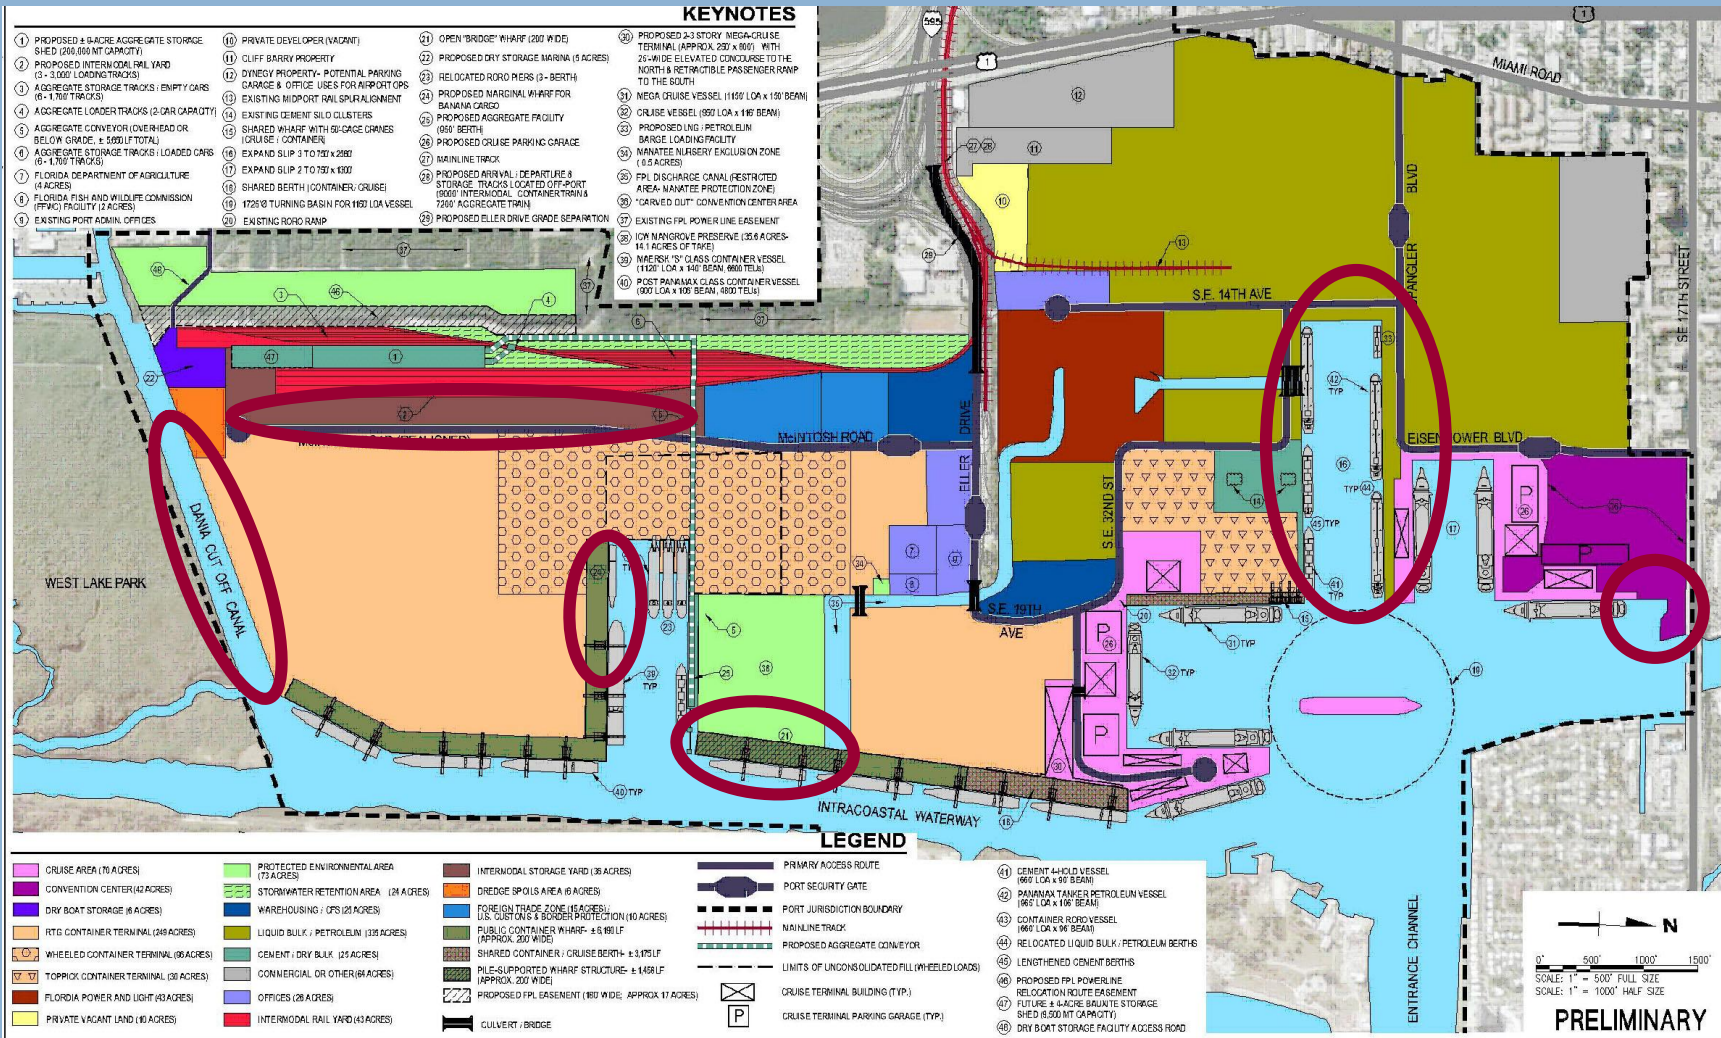 KEYNOTES
1 PROPOSED ± 9-ACRE AGGREGATE STORAGE
SHED (200,000 MT CAPACITY)
2 PROPOSED INTERMODAL RAIL YARD
(3 - 3,000' LOADING TRACKS)
3 AGGREGATE STORAGE TRACKS / EMPTY CARS
(6 - 1,700' TRACKS)
4 AGGREGATE LOADER TRACKS (2-CAR CAPACITY)
5 AGGREGATE CONVEYOR (OVERHEAD OR
BELOW GRADE, ± 5,650 LF TOTAL)
6 AGGREGATE STORAGE TRACKS / LOADED CARS
(6 - 1,700' TRACKS)
7 FLORIDA DEPARTMENT OF AGRICULTURE
(4 ACRES)
8 FLORIDA FISH AND WILDLIFE COMMISSION
(FFWC) FACILITY (2 ACRES)
9 EXISTING PORT ADMIN. OFFICES
10 PRIVATE DEVELOPER (VACANT)
11 CLIFF BARRY PROPERTY
12 DYNEGY PROPERTY- POTENTIAL PARKING
GARAGE & OFFICE USES FOR AIRPORT OPS
13 EXISTING MIDPORT RAIL SPUR ALIGNMENT
14 EXISTING CEMENT SILO CLUSTERS
15 SHARED WHARF WITH 50'-GAGE CRANES
(CRUISE / CONTAINER)
16 EXPAND SLIP 3 TO 750' x
17 EXPAND SLIP 2 TO 750' x 1300'
18 SHARED BERTH (CONTAINER / CRUISE)
19 1725'Ø TURNING BASIN FOR 1150' LOA VESSEL
20 EXISTING RORO RAMP
21 OPEN "BRIDGE" WHARF (200' WIDE)
22 PROPOSED DRY STORAGE MARINA (5 ACRES)
23 RELOCATED RORO PIERS (3 - BERTH)
24 PROPOSED MARGINAL WHARF FOR
BANANA CARGO
25 PROPOSED AGGREGATE FACILITY
(950' BERTH)
26 PROPOSED CRUISE PARKING GARAGE
27 MAINLINE TRACK
28 PROPOSED ARRIVAL / DEPARTURE &
STORAGE TRACKS LOCATED OFF-PORT
(9000' INTERMODAL CONTAINER TRAIN &
7200' AGGREGATE TRAIN)
29 PROPOSED ELLER DRIVE GRADE SEPARATION
30 PROPOSED 2-3 STORY MEGA-CRUISE
TERMINAL (APPROX. 250' x 800') WITH
25'-WIDE ELEVATED CONCOURSE TO THE
NORTH & RETRACTIBLE PASSENGER RAMP
TO THE SOUTH
31 MEGA CRUISE VESSEL (1150' LOA x 150' BEAM)
32 CRUISE VESSEL (950' LOA x 116' BEAM)
33 PROPOSED LNG / PETROLEUM
BARGE LOADING FACILITY
34 MANATEE NURSERY EXCLUSION ZONE
(0.5 ACRES)
35 FPL DISCHARGE CANAL (RESTRICTED
AREA- MANATEE PROTECTION ZONE)
36 "CARVED OUT" CONVENTION CENTER AREA
37 EXISTING FPL POWER LINE EASEMENT
38 ICW MANGROVE PRESERVE (35.6 ACRES-
14.1 ACRES OF TAKE)
39 MAERSK "S" CLASS CONTAINER VESSEL
(1120' LOA x 140' BEAM, 6600 TEUs)
40 POST PANAMAX CLASS CONTAINER VESSEL
(900' LOA x 106' BEAM, 4800 TEUs)
595
1
1
MIAMI ROAD
SPANGLER BLVD
S.E. 17TH STREET
S.E. 14TH AVE
EISENHOWER BLVD
McINTOSH ROAD
ELLER DRIVE
S.E. 32ND ST
S.E. 19TH
AVE
WEST LAKE PARK
DANIA CUT OFF CANAL
INTRACOASTAL WATERWAY
ENTRANCE CHANNEL
LEGEND
CRUISE AREA (70 ACRES)
CONVENTION CENTER (42 ACRES)
DRY BOAT STORAGE (6 ACRES)
RTG CONTAINER TERMINAL (249 ACRES)
WHEELED CONTAINER TERMINAL (96 ACRES)
TOPPICK CONTAINER TERMINAL (30 ACRES)
FLORDIA POWER AND LIGHT (43 ACRES)
PRIVATE VACANT LAND (10 ACRES)
PROTECTED ENVIRONMENTAL AREA
(73 ACRES)
STORMWATER RETENTION AREA (24 ACRES)
WAREHOUSING / CFS (28 ACRES)
LIQUID BULK / PETROLEUM (335 ACRES)
CEMENT / DRY BULK (25 ACRES)
COMMERCIAL OR OTHER (64 ACRES)
OFFICES (26 ACRES)
INTERMODAL RAIL YARD (43 ACRES)
INTERMODAL STORAGE YARD (36 ACRES)
DREDGE SPOILS AREA (6 ACRES)
FOREIGN TRADE ZONE (15 ACRES) /
U.S. CUSTOMS & BORDER PROTECTION (10 ACRES)
PUBLIC CONTAINER WHARF- ± 6,190 LF
(APPROX. 200' WIDE)
SHARED CONTAINER / CRUISE BERTH- ± 3,175 LF
PILE-SUPPORTED WHARF STRUCTURE- ± 1,458 LF
(APPROX. 200' WIDE)
PROPOSED FPL EASEMENT (180' WIDE; APPROX 17 ACRES)
CULVERT / BRIDGE
PRIMARY ACCESS ROUTE
PORT SECURITY GATE
PORT JURISDICTION BOUNDARY
MAINLINE TRACK
PROPOSED AGGREGATE CONVEYOR
LIMITS OF UNCONSOLIDATED FILL (WHEELED LOADS)
CRUISE TERMINAL BUILDING (TYP.)
P CRUISE TERMINAL PARKING GARAGE (TYP.)
41 CEMENT 4-HOLD VESSEL
(660' LOA x 90' BEAM)
42 PANAMAX TANKER PETROLEUM VESSEL
(965' LOA x 106' BEAM)
43 CONTAINER RORO VESSEL
(660' LOA x 96' BEAM)
44 RELOCATED LIQUID BULK / PETROLEUM BERTHS
45 LENGTHENED CEMENT BERTHS
46 PROPOSED FPL POWERLINE
RELOCATION ROUTE EASEMENT
47 FUTURE ± 4-ACRE BAUXITE STORAGE
SHED (9,500 MT CAPACITY)
48 DRY BOAT STORAGE FACILITY ACCESS ROAD
N
0' 500' 1000' 1500'
SCALE: 1" = 500' FULL SIZE
SCALE: 1" = 1000' HALF SIZE
PRELIMINARY